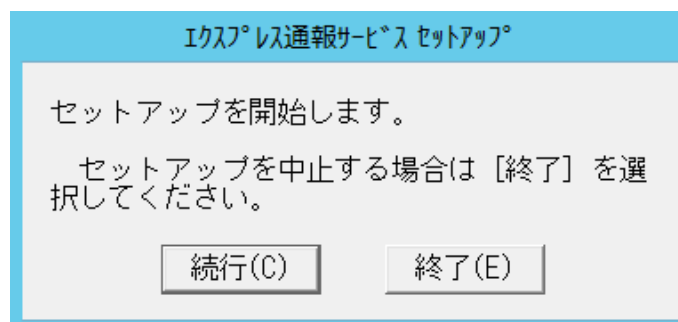 ｴｸｽﾌﾟﾚｽ通報ｻｰﾋﾞｽ ｾｯﾄｱｯﾌﾟ
セットアップを開始します。
　セットアップを中止する場合は［終了］を選
択してください。
続行(C)
終了(E)